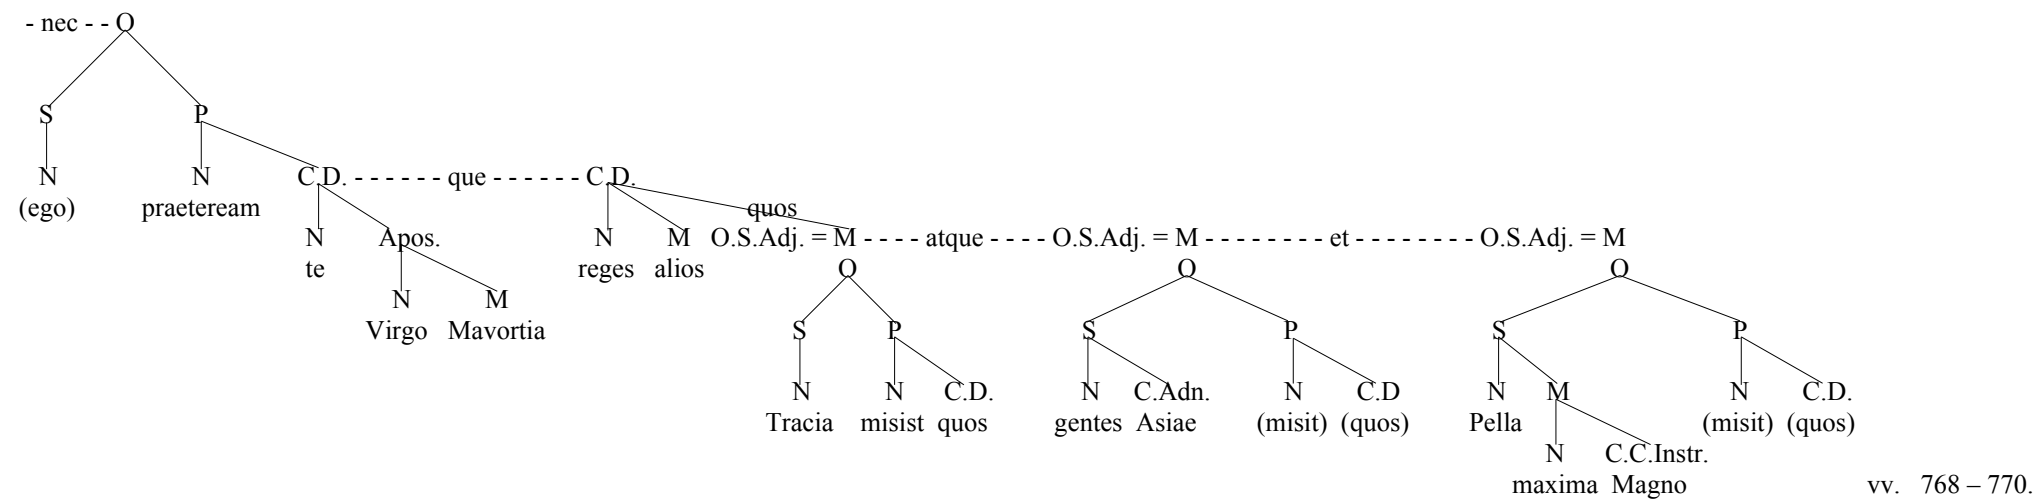 - nec - - O
S P
N N C.D. - - - - - - que - - - - - - C.D.
(ego) praeteream quos
N Apos. N M O.S.Adj. = M - - - - atque - - - - O.S.Adj. = M - - - - - - - - et - - - - - - - - O.S.Adj. = M
te reges alios O O O
N M
Virgo Mavortia S P S P S P
N N C.D. N C.Adn. N C.D N M N C.D.
Tracia misist quos gentes Asiae (misit) (quos) Pella (misit) (quos)
N C.C.Instr.
maxima Magno vv. 768 – 770.